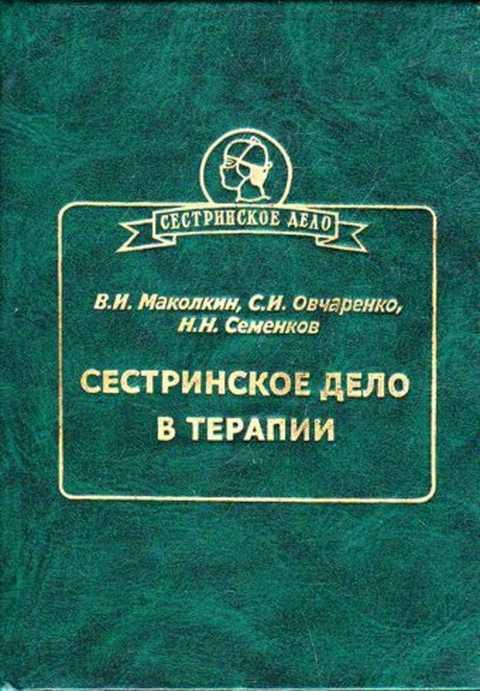 СЕСТРИНСКОЕ ДЕЛО
В.И. Маколкин, С.И. Овчаренко,
Н.Н. Семенков
СЕСТРИНСКОЕ ДЕЛО
В ТЕРАПИИ